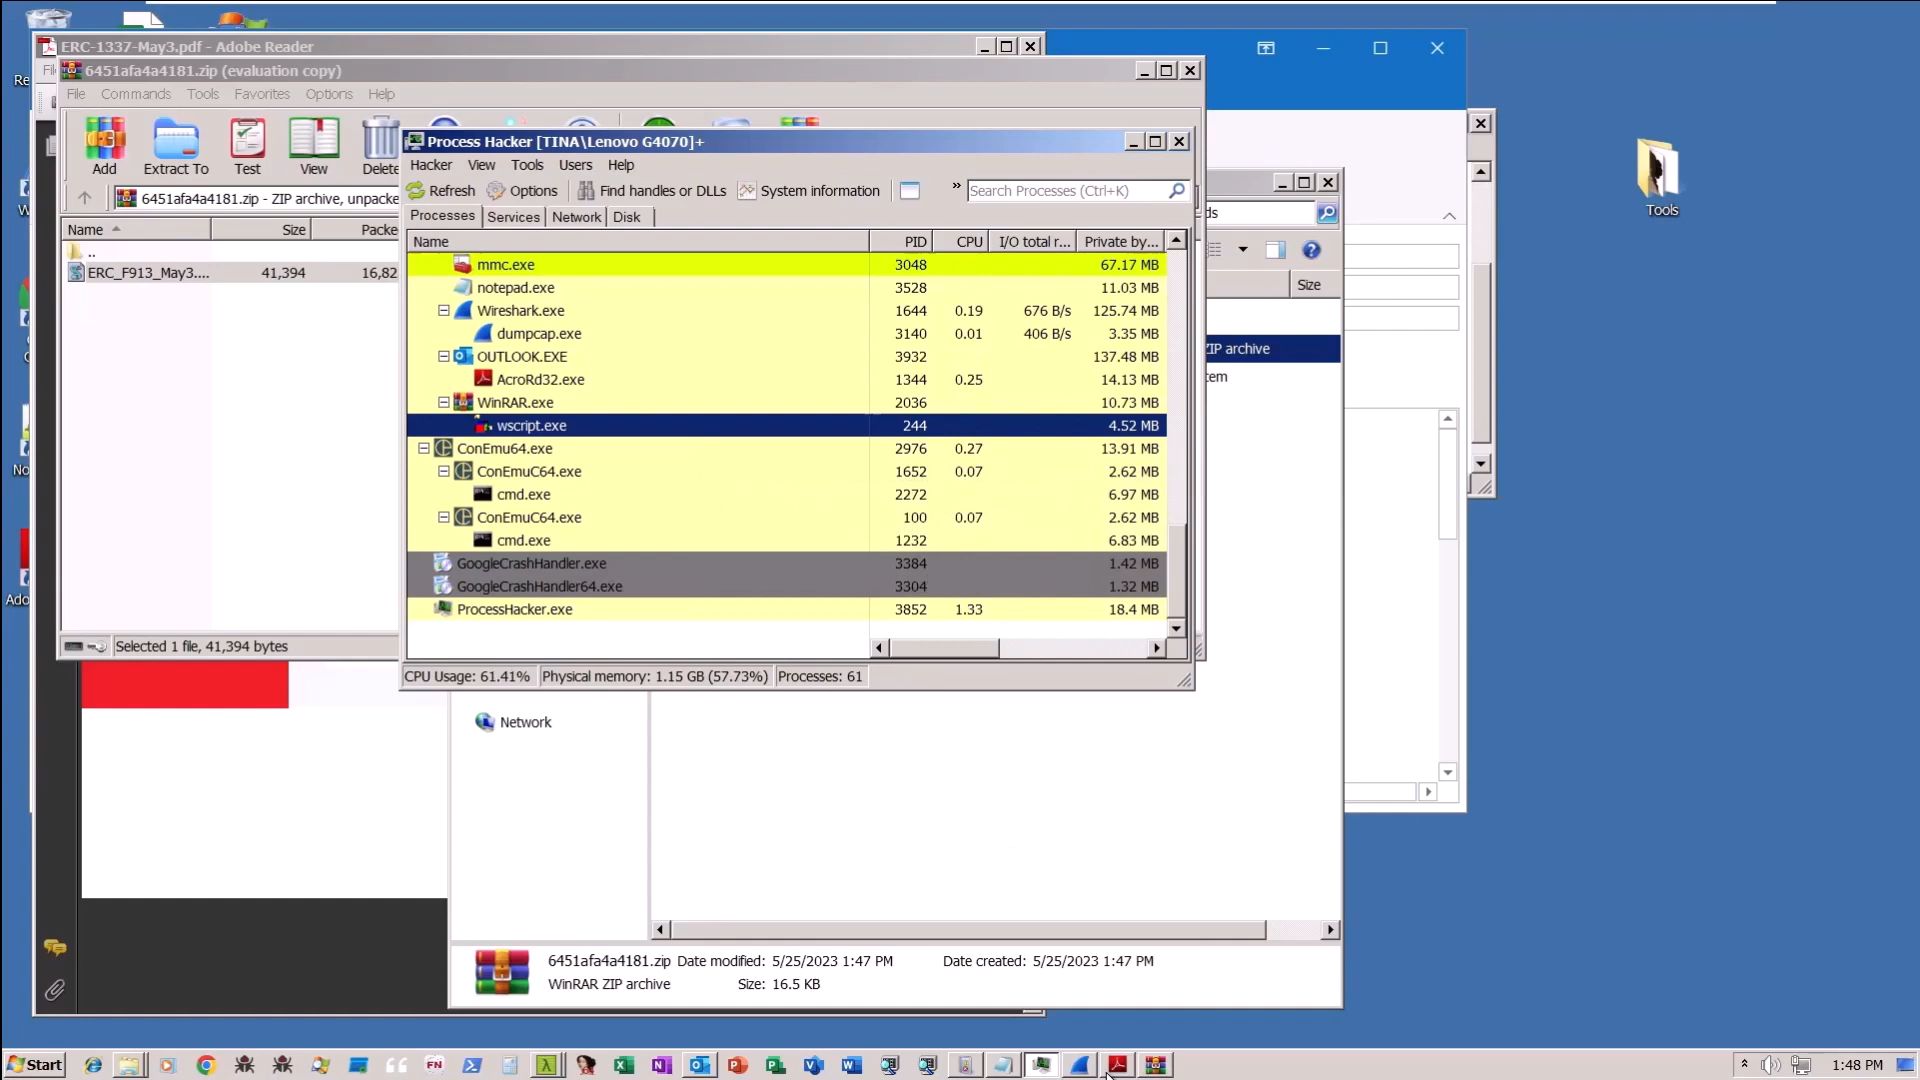 ERC-1337-May3.pdf - Adobe Reader
6451afa4a4181.zip (evaluation copy)
File Commands Tools Favorites Options Help
Add Extract To Test View Delete
6451afa4a4181.zip - ZIP archive, unpacke
Name Size Packe
..
ERC_F913_May3.... 41,394 16,82
Selected 1 file, 41,394 bytes
Process Hacker [TINA\Lenovo G4070]+
Hacker View Tools Users Help
Refresh Options Find handles or DLLs System information » Search Processes (Ctrl+K)
Processes Services Network Disk
Name PID CPU I/O total r... Private by...
mmc.exe 3048 67.17 MB
notepad.exe 3528 11.03 MB
Wireshark.exe 1644 0.19 676 B/s 125.74 MB
dumpcap.exe 3140 0.01 406 B/s 3.35 MB
OUTLOOK.EXE 3932 137.48 MB
AcroRd32.exe 1344 0.25 14.13 MB
WinRAR.exe 2036 10.73 MB
wscript.exe 244 4.52 MB
ConEmu64.exe 2976 0.27 13.91 MB
ConEmuC64.exe 1652 0.07 2.62 MB
cmd.exe 2272 6.97 MB
ConEmuC64.exe 100 0.07 2.62 MB
cmd.exe 1232 6.83 MB
GoogleCrashHandler.exe 3384 1.42 MB
GoogleCrashHandler64.exe 3304 1.32 MB
ProcessHacker.exe 3852 1.33 18.4 MB
CPU Usage: 61.41% Physical memory: 1.15 GB (57.73%) Processes: 61
ds
Size
ZIP archive
tem
Network
6451afa4a4181.zip Date modified: 5/25/2023 1:47 PM Date created: 5/25/2023 1:47 PM
WinRAR ZIP archive Size: 16.5 KB
Tools
Start FN 1:48 PM